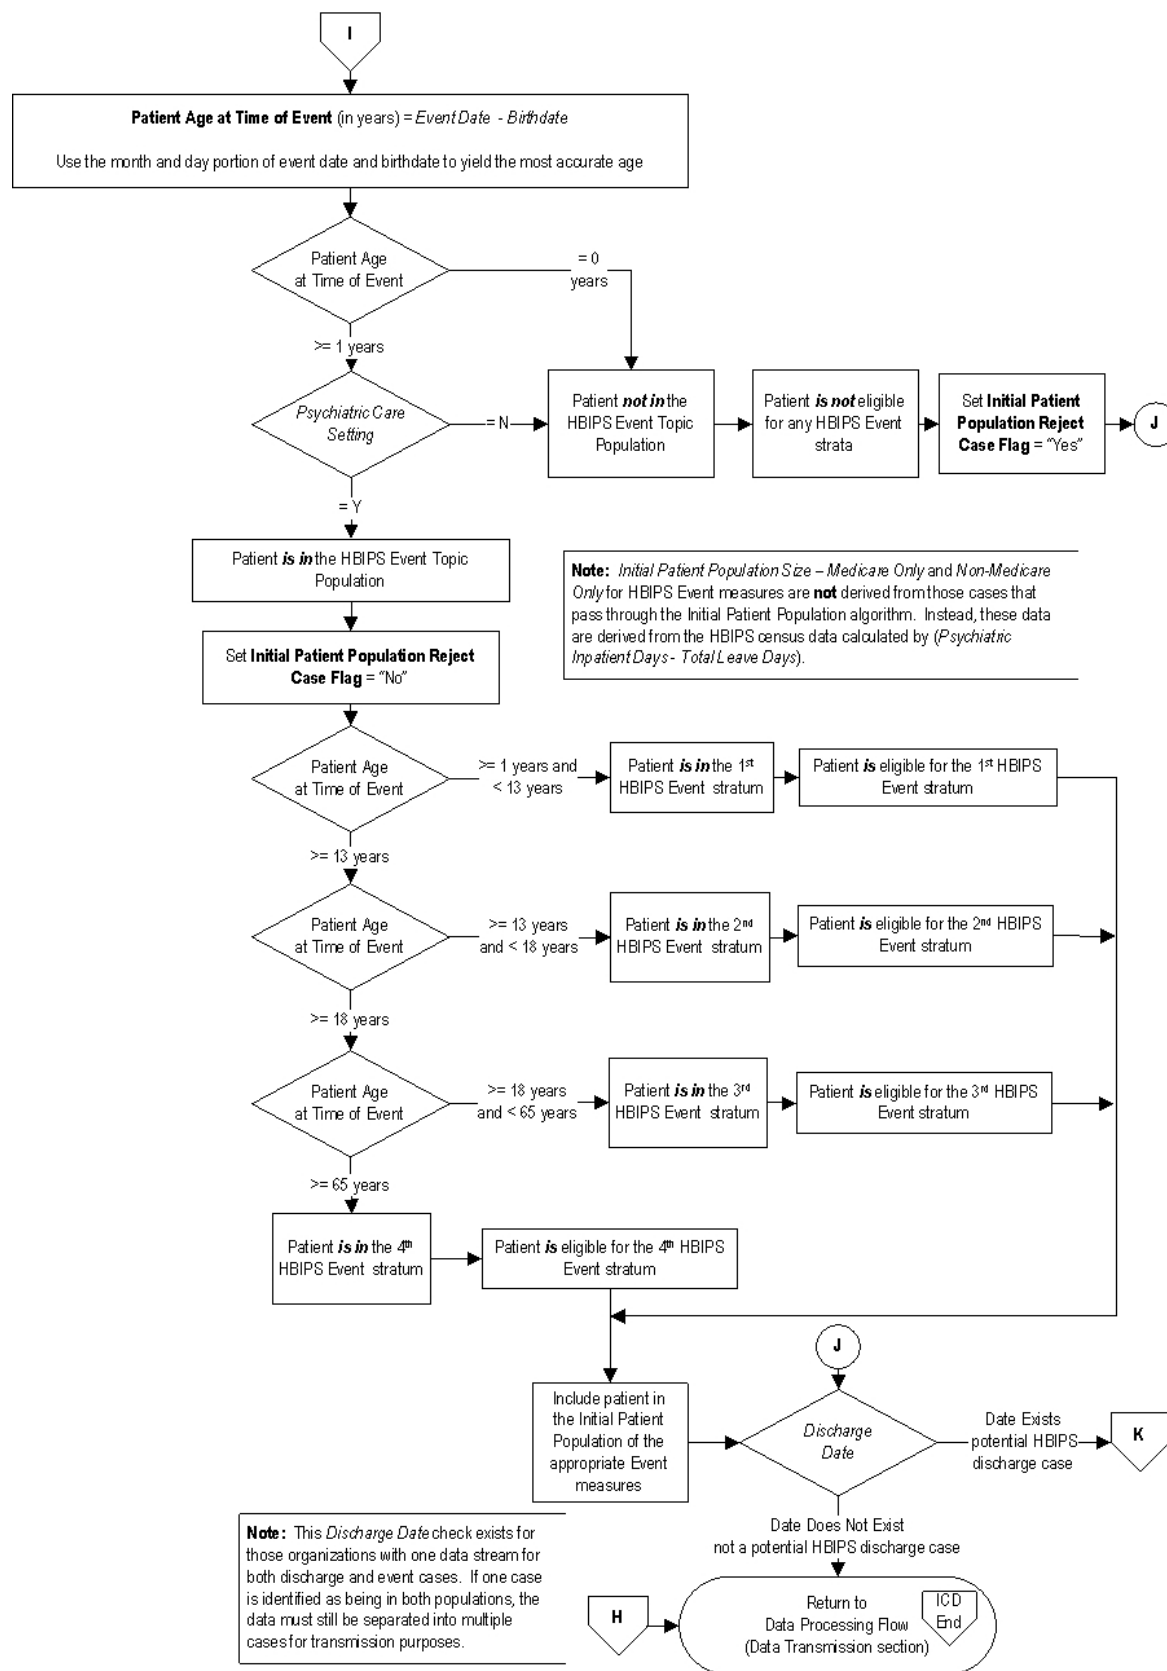 I
Patient Age at Time of Event (in years) = Event Date - Birthdate
Use the month and day portion of event date and birthdate to yield the most accurate age
Patient Age
at Time of Event
= 0
years
>= 1 years
Psychiatric Care
Setting
= N
Patient not in the
HBIPS Event Topic
Population
Patient is not eligible
for any HBIPS Event
strata
Set Initial Patient
Population Reject
Case Flag = “Yes”
J
= Y
Patient is in the HBIPS Event Topic
Population
Note: Initial Patient Population Size – Medicare Only and Non-Medicare
Only for HBIPS Event measures are not derived from those cases that
pass through the Initial Patient Population algorithm. Instead, these data
are derived from the HBIPS census data calculated by (Psychiatric
Inpatient Days - Total Leave Days).
Set Initial Patient Population Reject
Case Flag = “No”
Patient Age
at Time of Event
>= 1 years and
< 13 years
Patient is in the 1st
HBIPS Event stratum
Patient is eligible for the 1st HBIPS
Event stratum
>= 13 years
Patient Age
at Time of Event
>= 13 years
and < 18 years
Patient is in the 2nd
HBIPS Event stratum
Patient is eligible for the 2nd HBIPS
Event stratum
>= 18 years
Patient Age
at Time of Event
>= 18 years
and < 65 years
Patient is in the 3rd
HBIPS Event stratum
Patient is eligible for the 3rd HBIPS
Event stratum
>= 65 years
Patient is in the 4th
HBIPS Event stratum
Patient is eligible for the 4th HBIPS
Event stratum
J
Include patient in
the Initial Patient
Population of the
appropriate Event
measures
Discharge
Date
Date Exists
potential HBIPS
discharge case
K
Date Does Not Exist
not a potential HBIPS discharge case
Note: This Discharge Date check exists for
those organizations with one data stream for
both discharge and event cases. If one case
is identified as being in both populations, the
data must still be separated into multiple
cases for transmission purposes.
H
Return to
Data Processing Flow
(Data Transmission section)
ICD
End